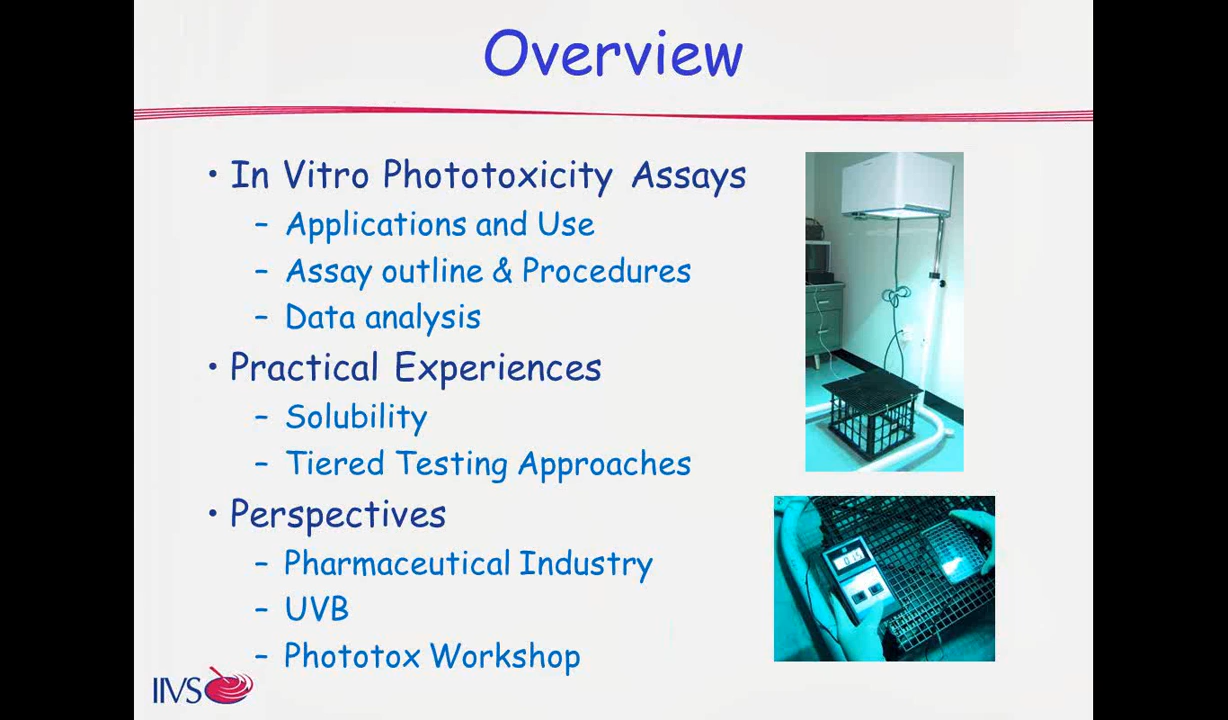 Overview
• In Vitro Phototoxicity Assays
– Applications and Use
– Assay outline & Procedures
– Data analysis
• Practical Experiences
– Solubility
– Tiered Testing Approaches
• Perspectives
– Pharmaceutical Industry
– UVB
– Phototox Workshop
IIVS